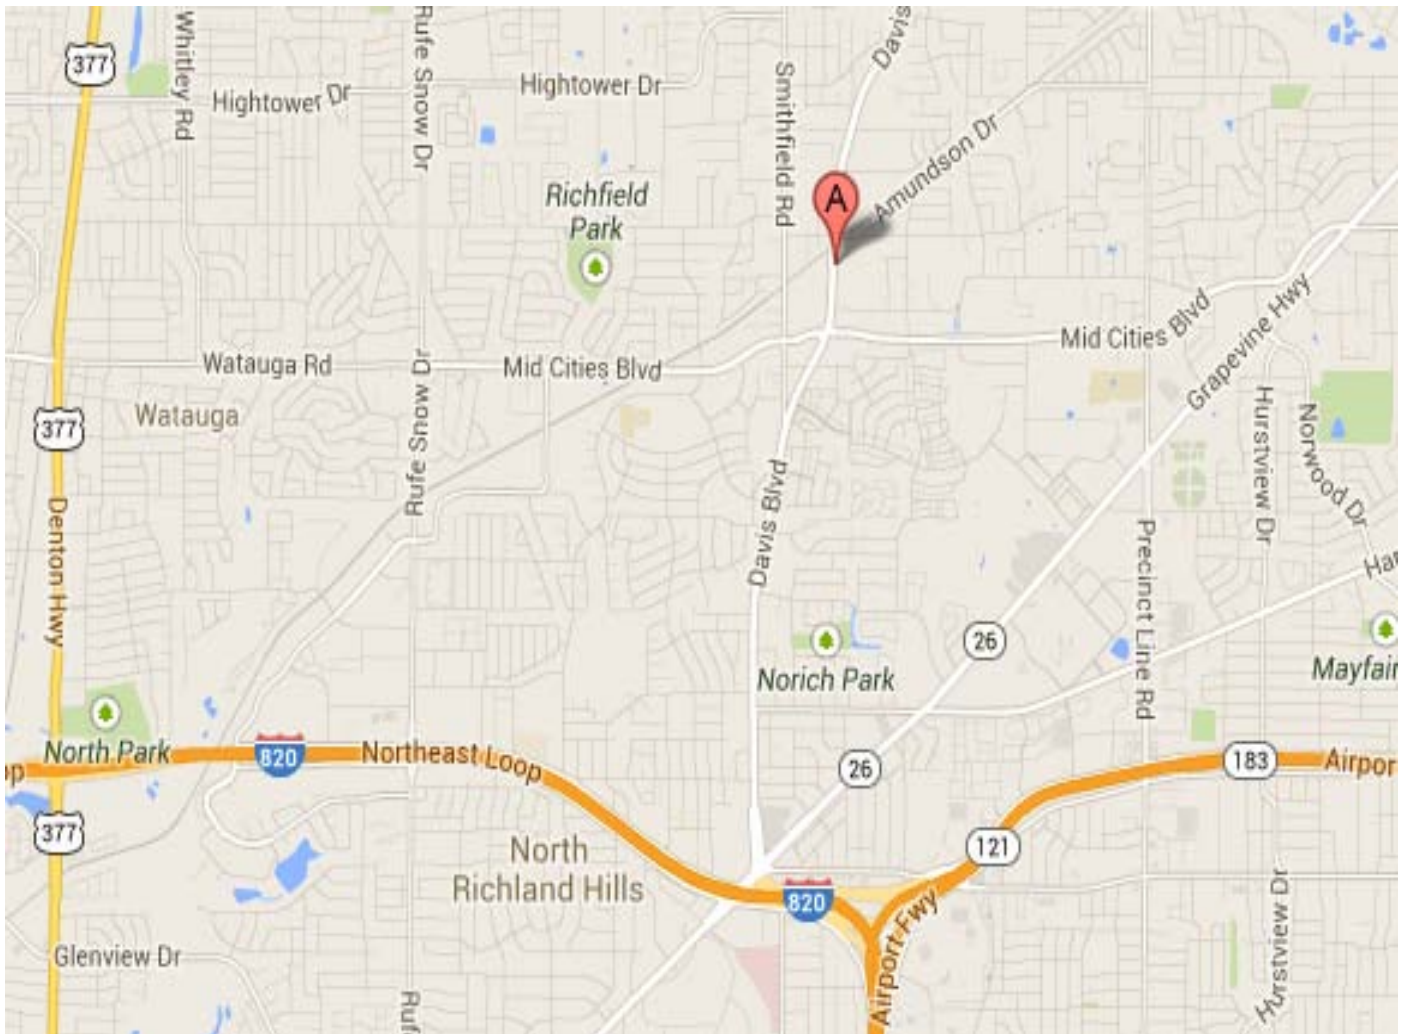 Davis
377
Whitley Rd
Rufe Snow Dr
Hightower Dr
Hightower Dr
Smithfield Rd
Amundson Dr
A
Richfield
Park
Mid Cities Blvd
Grapevine Hwy
Watauga Rd
Mid Cities Blvd
Watauga
377
Rufe Snow Dr
Hurstview Dr
Norwood Dr
Davis Blvd
Denton Hwy
Precinct Line Rd
Har
26
Norich Park
Mayfair
North Park
op
820
Northeast Loop
26
183
Airpor
377
121
North
Richland Hills
820
Airport Fwy
Hurstview Dr
Glenview Dr
Ruf